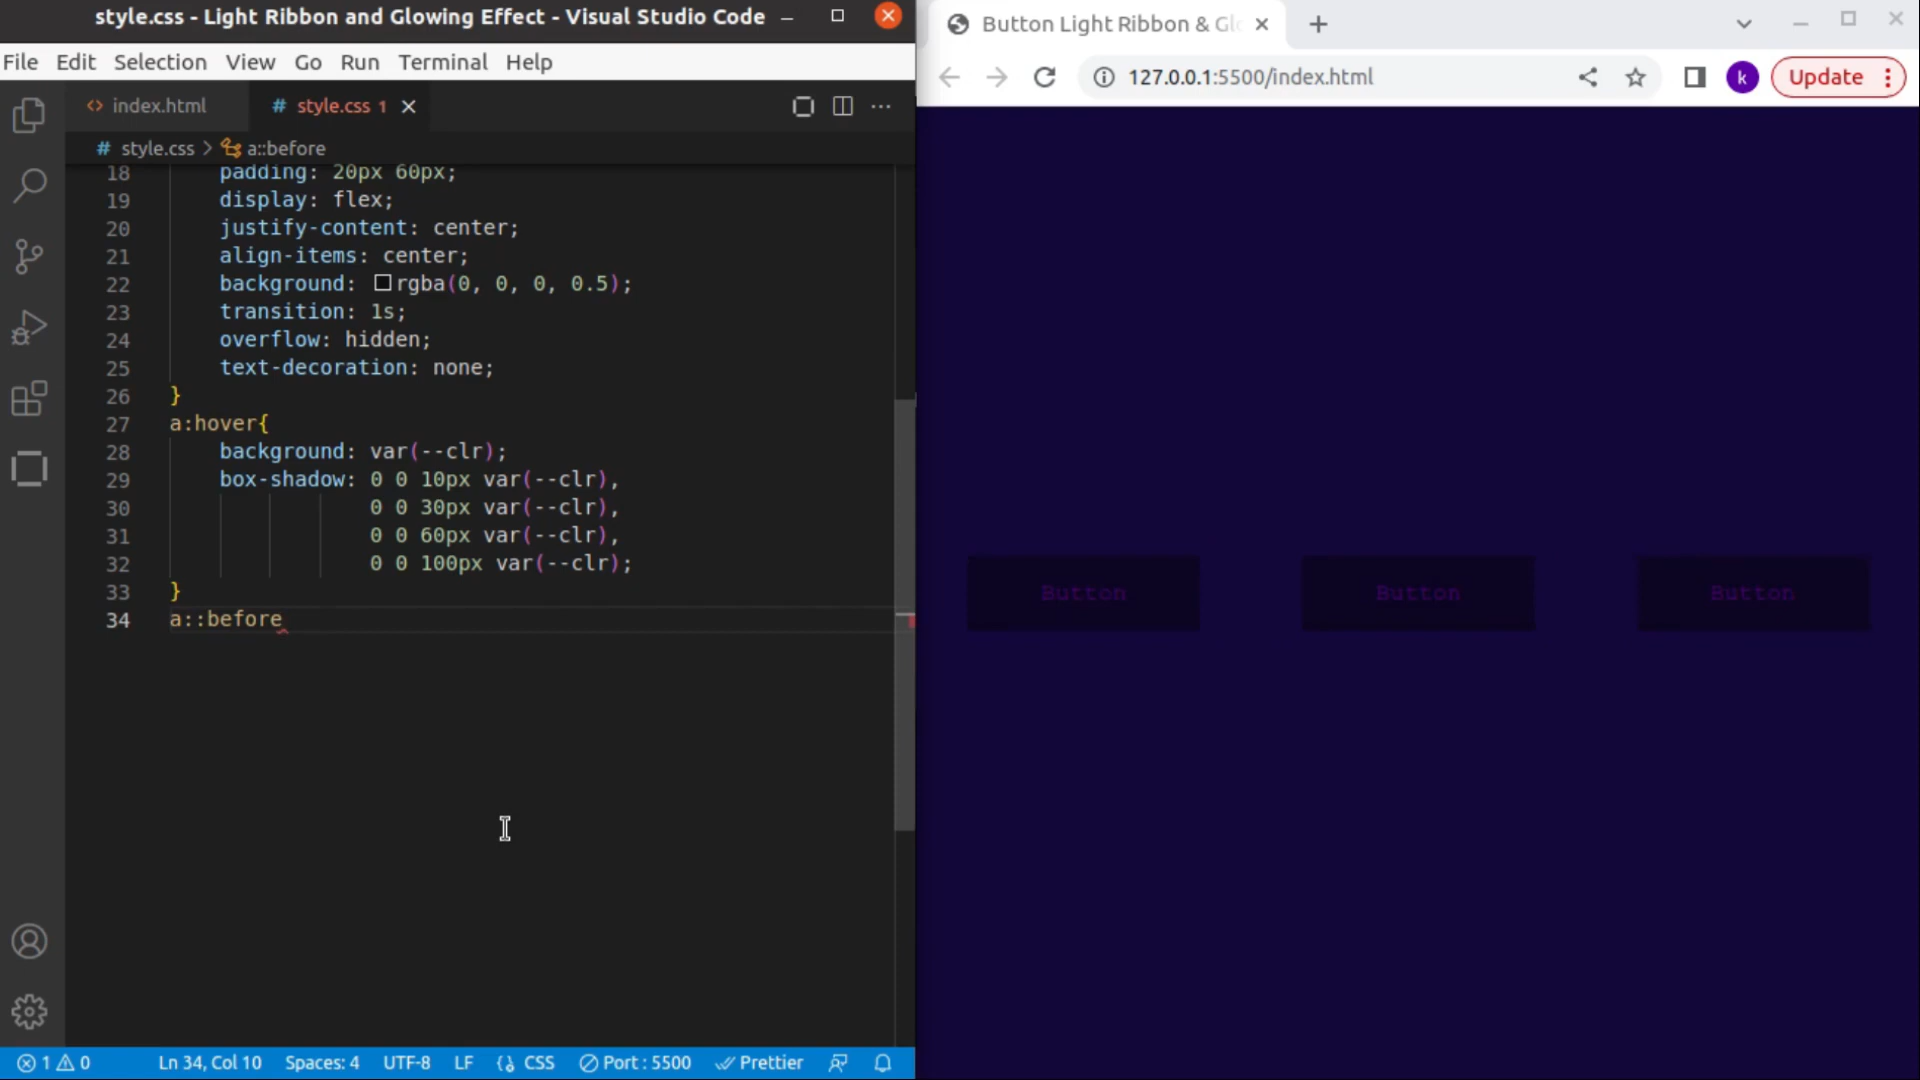 style.css - Light Ribbon and Glowing Effect - Visual Studio Code
File Edit Selection View Go Run Terminal Help
index.html
# style.css 1
# style.css > a::before
18 padding: 20px 60px;
19 display: flex;
20 justify-content: center;
21 align-items: center;
22 background: rgba(0, 0, 0, 0.5);
23 transition: 1s;
24 overflow: hidden;
25 text-decoration: none;
26 }
27 a:hover{
28 background: var(--clr);
29 box-shadow: 0 0 10px var(--clr),
30 0 0 30px var(--clr),
31 0 0 60px var(--clr),
32 0 0 100px var(--clr);
33 }
34 a::before
1 0 Ln 34, Col 10 Spaces: 4 UTF-8 LF CSS Port : 5500 Prettier
Button Light Ribbon &
127.0.0.1:5500/index.html
k
Update
Button Button Button